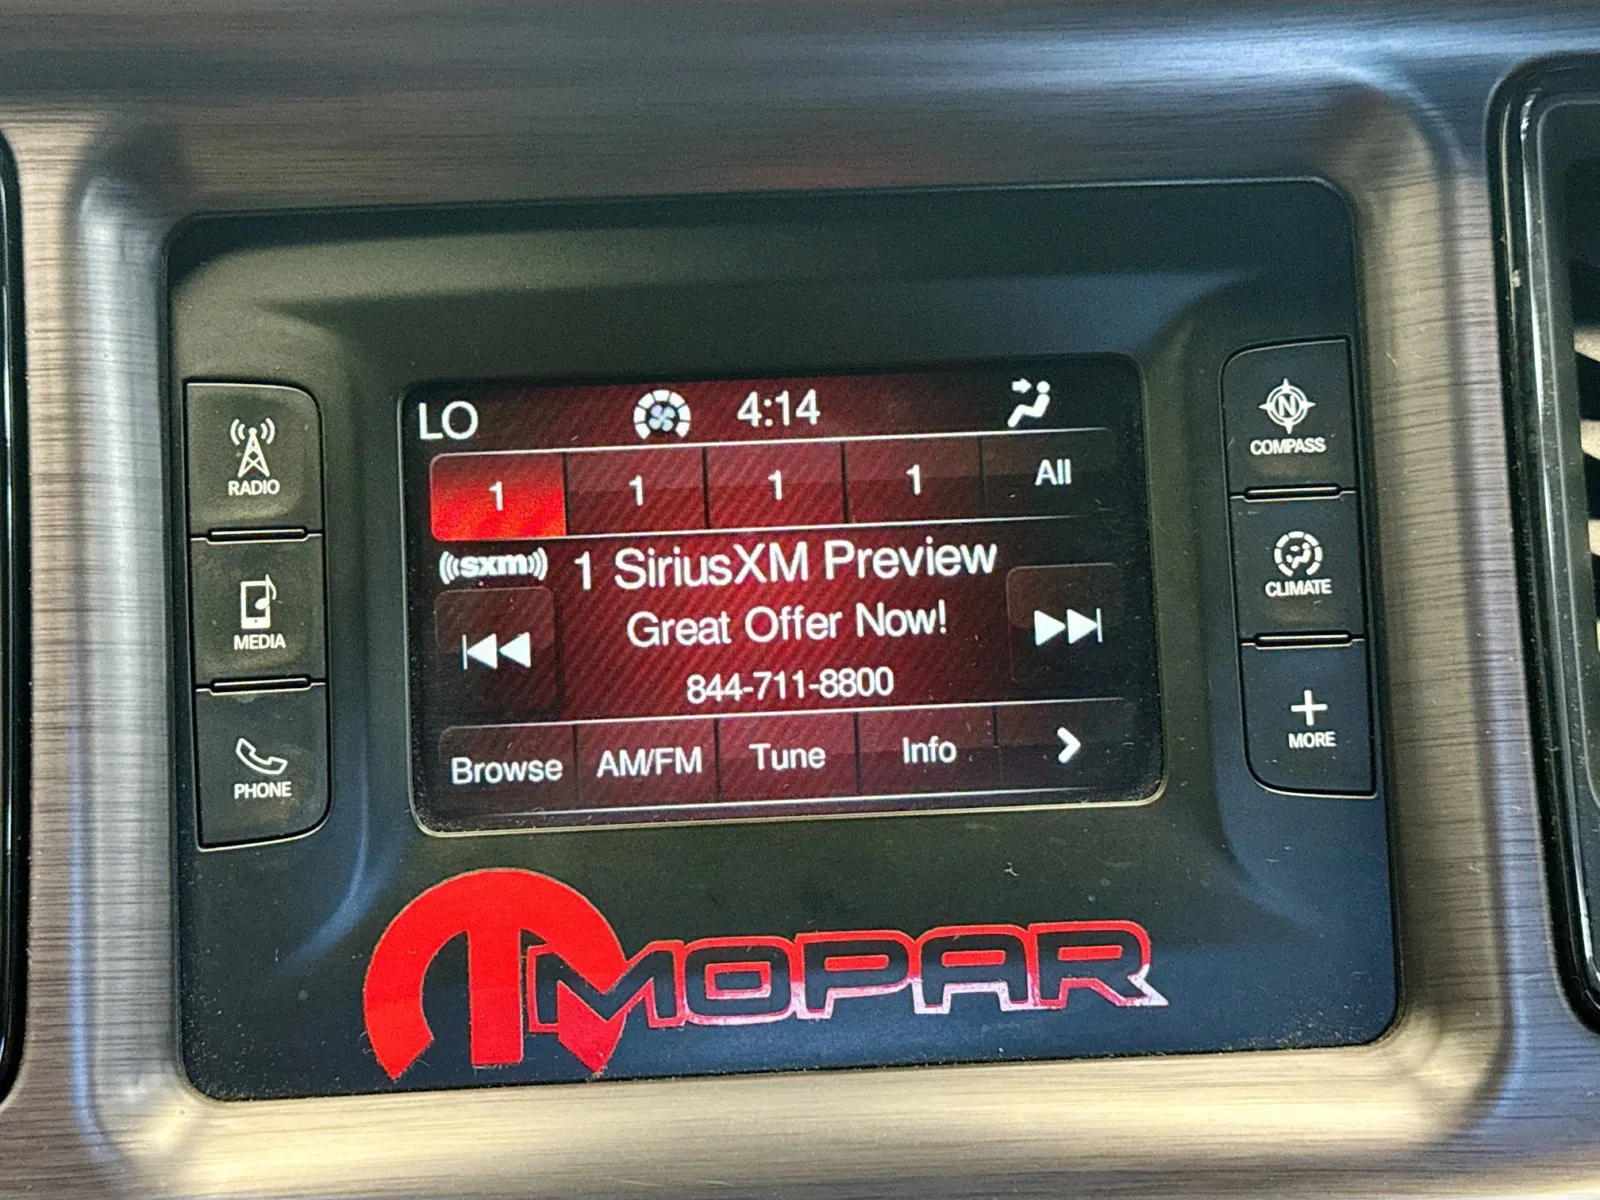 LO 4:14
1 1 1 1 All
((sxm)) 1 SiriusXM Preview
Great Offer Now!
844-711-8800
Browse AM/FM Tune Info
RADIO
MEDIA
PHONE
N
COMPASS
CLIMATE
MORE
MOPAR